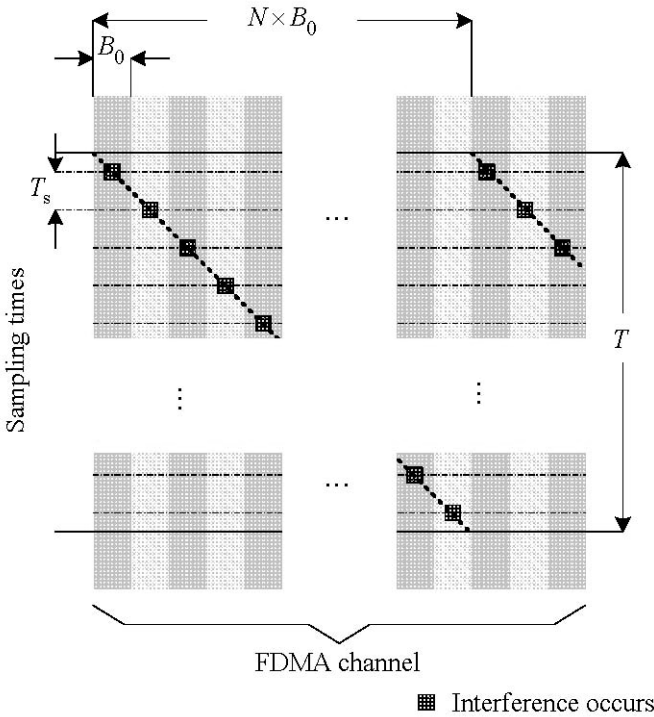 N×B₀
B₀
Tₛ
...
T
Sampling times
...
...
...
FDMA channel
Interference occurs